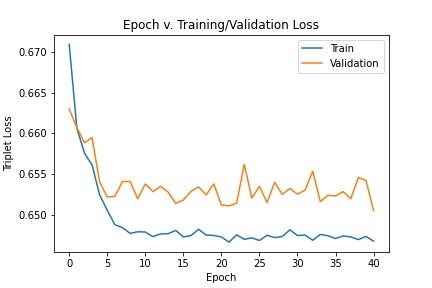 Epoch v. Training/Validation Loss
Train
Validation
0.670
0.665
0.660
0.655
0.650
Triplet Loss
0 5 10 15 20 25 30 35 40
Epoch